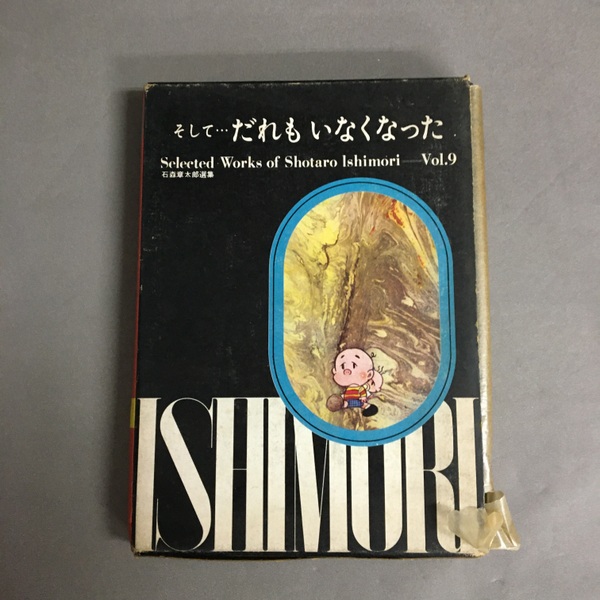 そして…だれもいなくなった
Selected Works of Shotaro Ishimori—Vol.9
石森章太郎選集
ISHIMORI